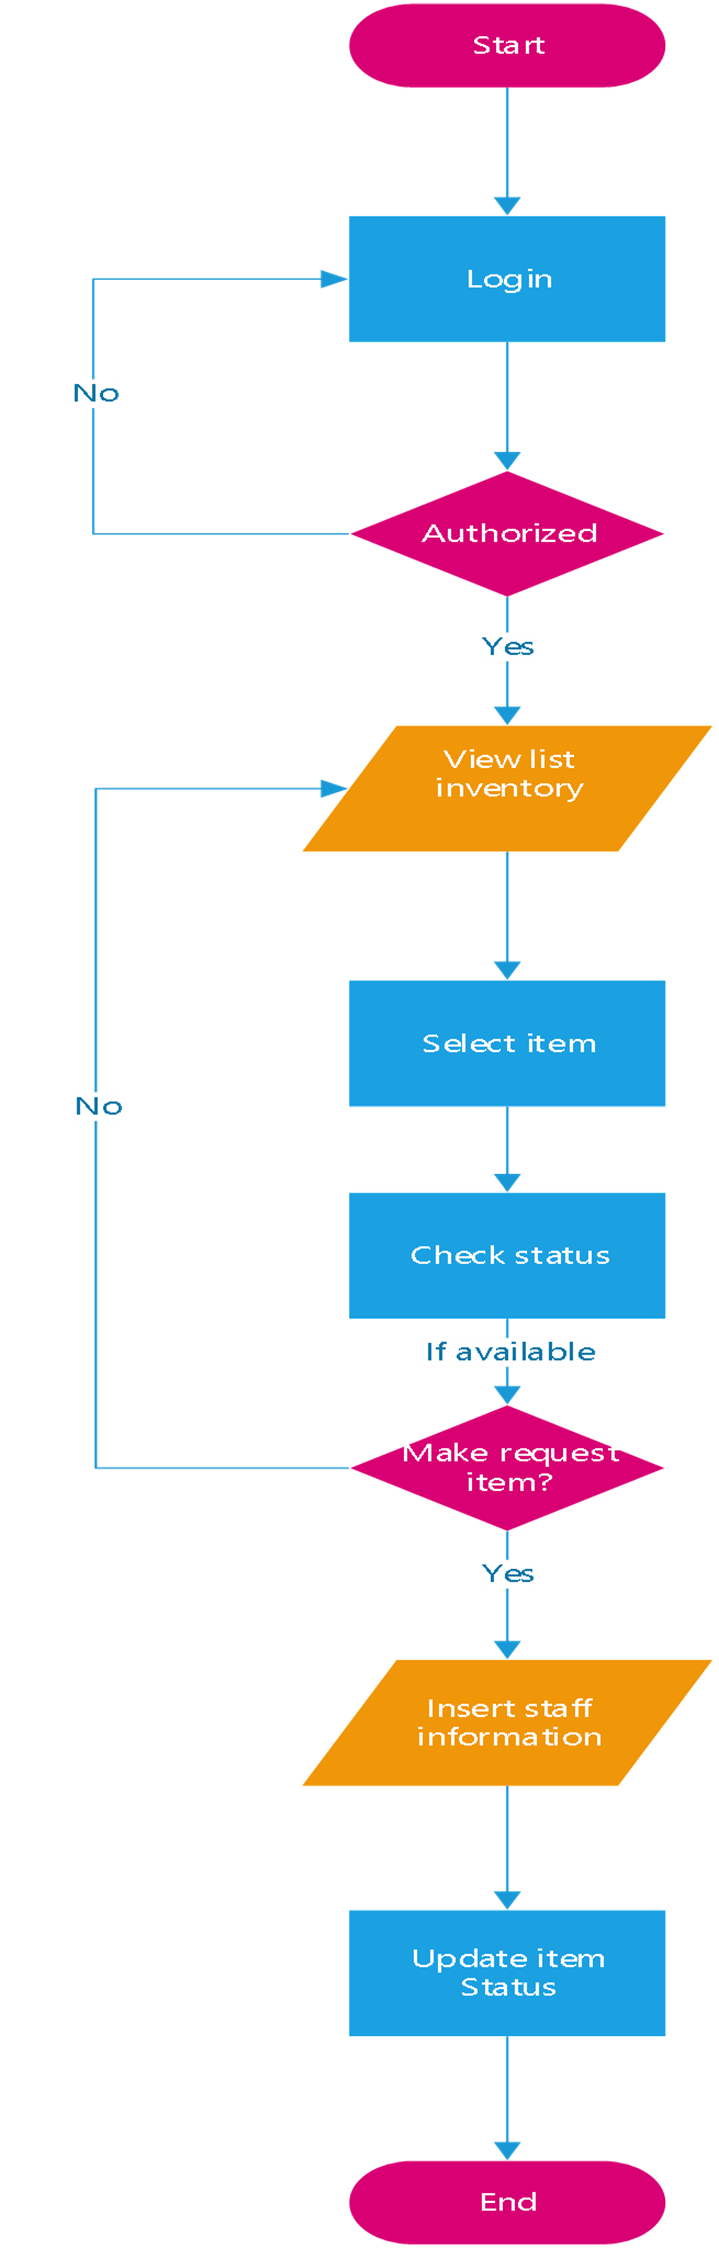 Start
Login
No
Authorized
Yes
View list
inventory
Select item
No
Check status
If available
Make request
item?
Yes
Insert staff
information
Update item
Status
End